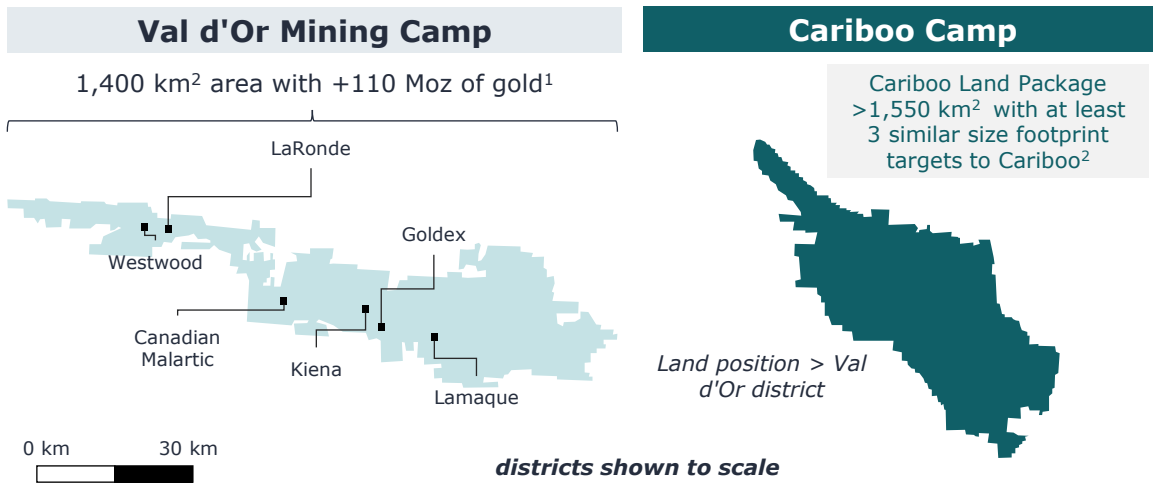 Val d'Or Mining Camp
1,400 km² area with +110 Moz of gold¹
LaRonde
Westwood
Goldex
Canadian
Malartic
Kiena
Lamaque
0 km
30 km
Cariboo Camp
Cariboo Land Package
>1,550 km² with at least
3 similar size footprint
targets to Cariboo²
Land position > Val
d'Or district
districts shown to scale